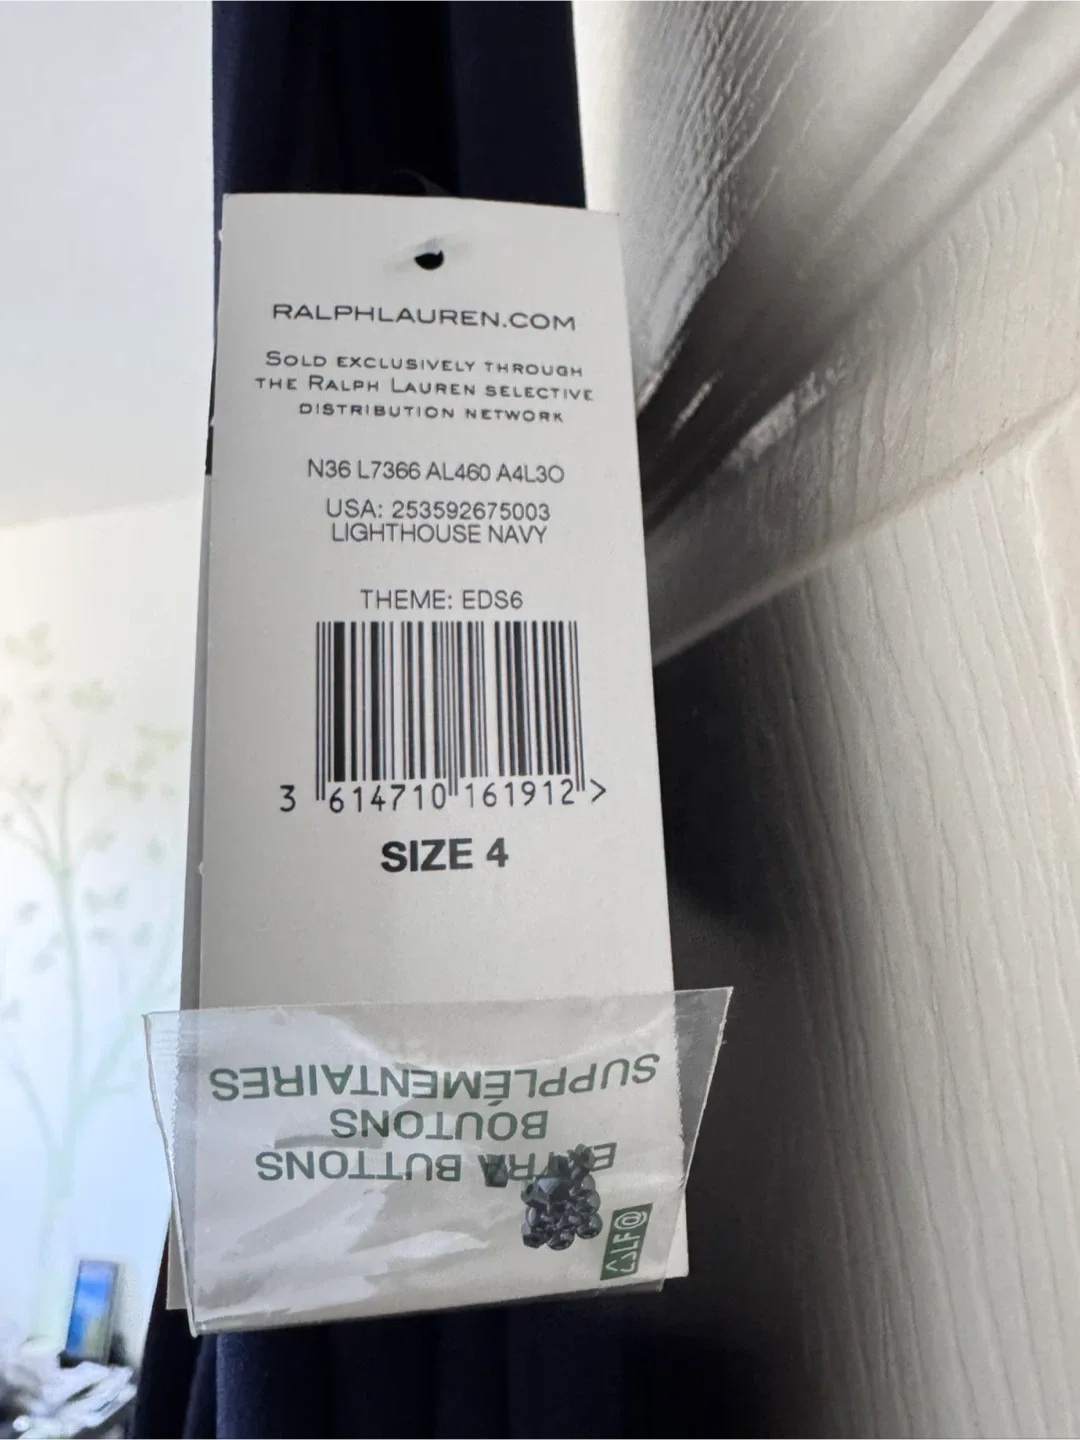 RALPHLAUREN.COM
SOLD EXCLUSIVELY THROUGH
THE RALPH LAUREN SELECTIVE
DISTRIBUTION NETWORK
N36 L7366 AL460 A4L3O
USA: 253592675003
LIGHTHOUSE NAVY
THEME: EDS6
3 614710 161912 >
SIZE 4
EXTRA BUTTONS
BOUTONS
SUPPLÉMENTAIRES